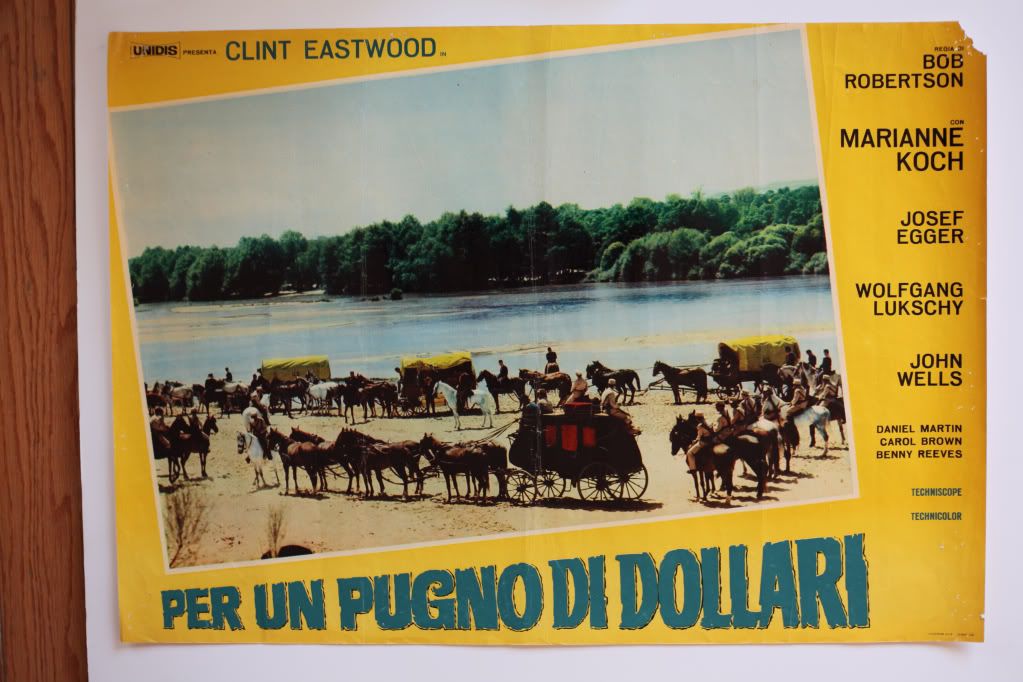 UNIDIS PRESENTA CLINT EASTWOOD IN
REGIA DI
BOB
ROBERTSON
CON
MARIANNE
KOCH
JOSEF
EGGER
WOLFGANG
LUKSCHY
JOHN
WELLS
DANIEL MARTIN
CAROL BROWN
BENNY REEVES
TECHNISCOPE
TECHNICOLOR
PER UN PUGNO DI DOLLARI